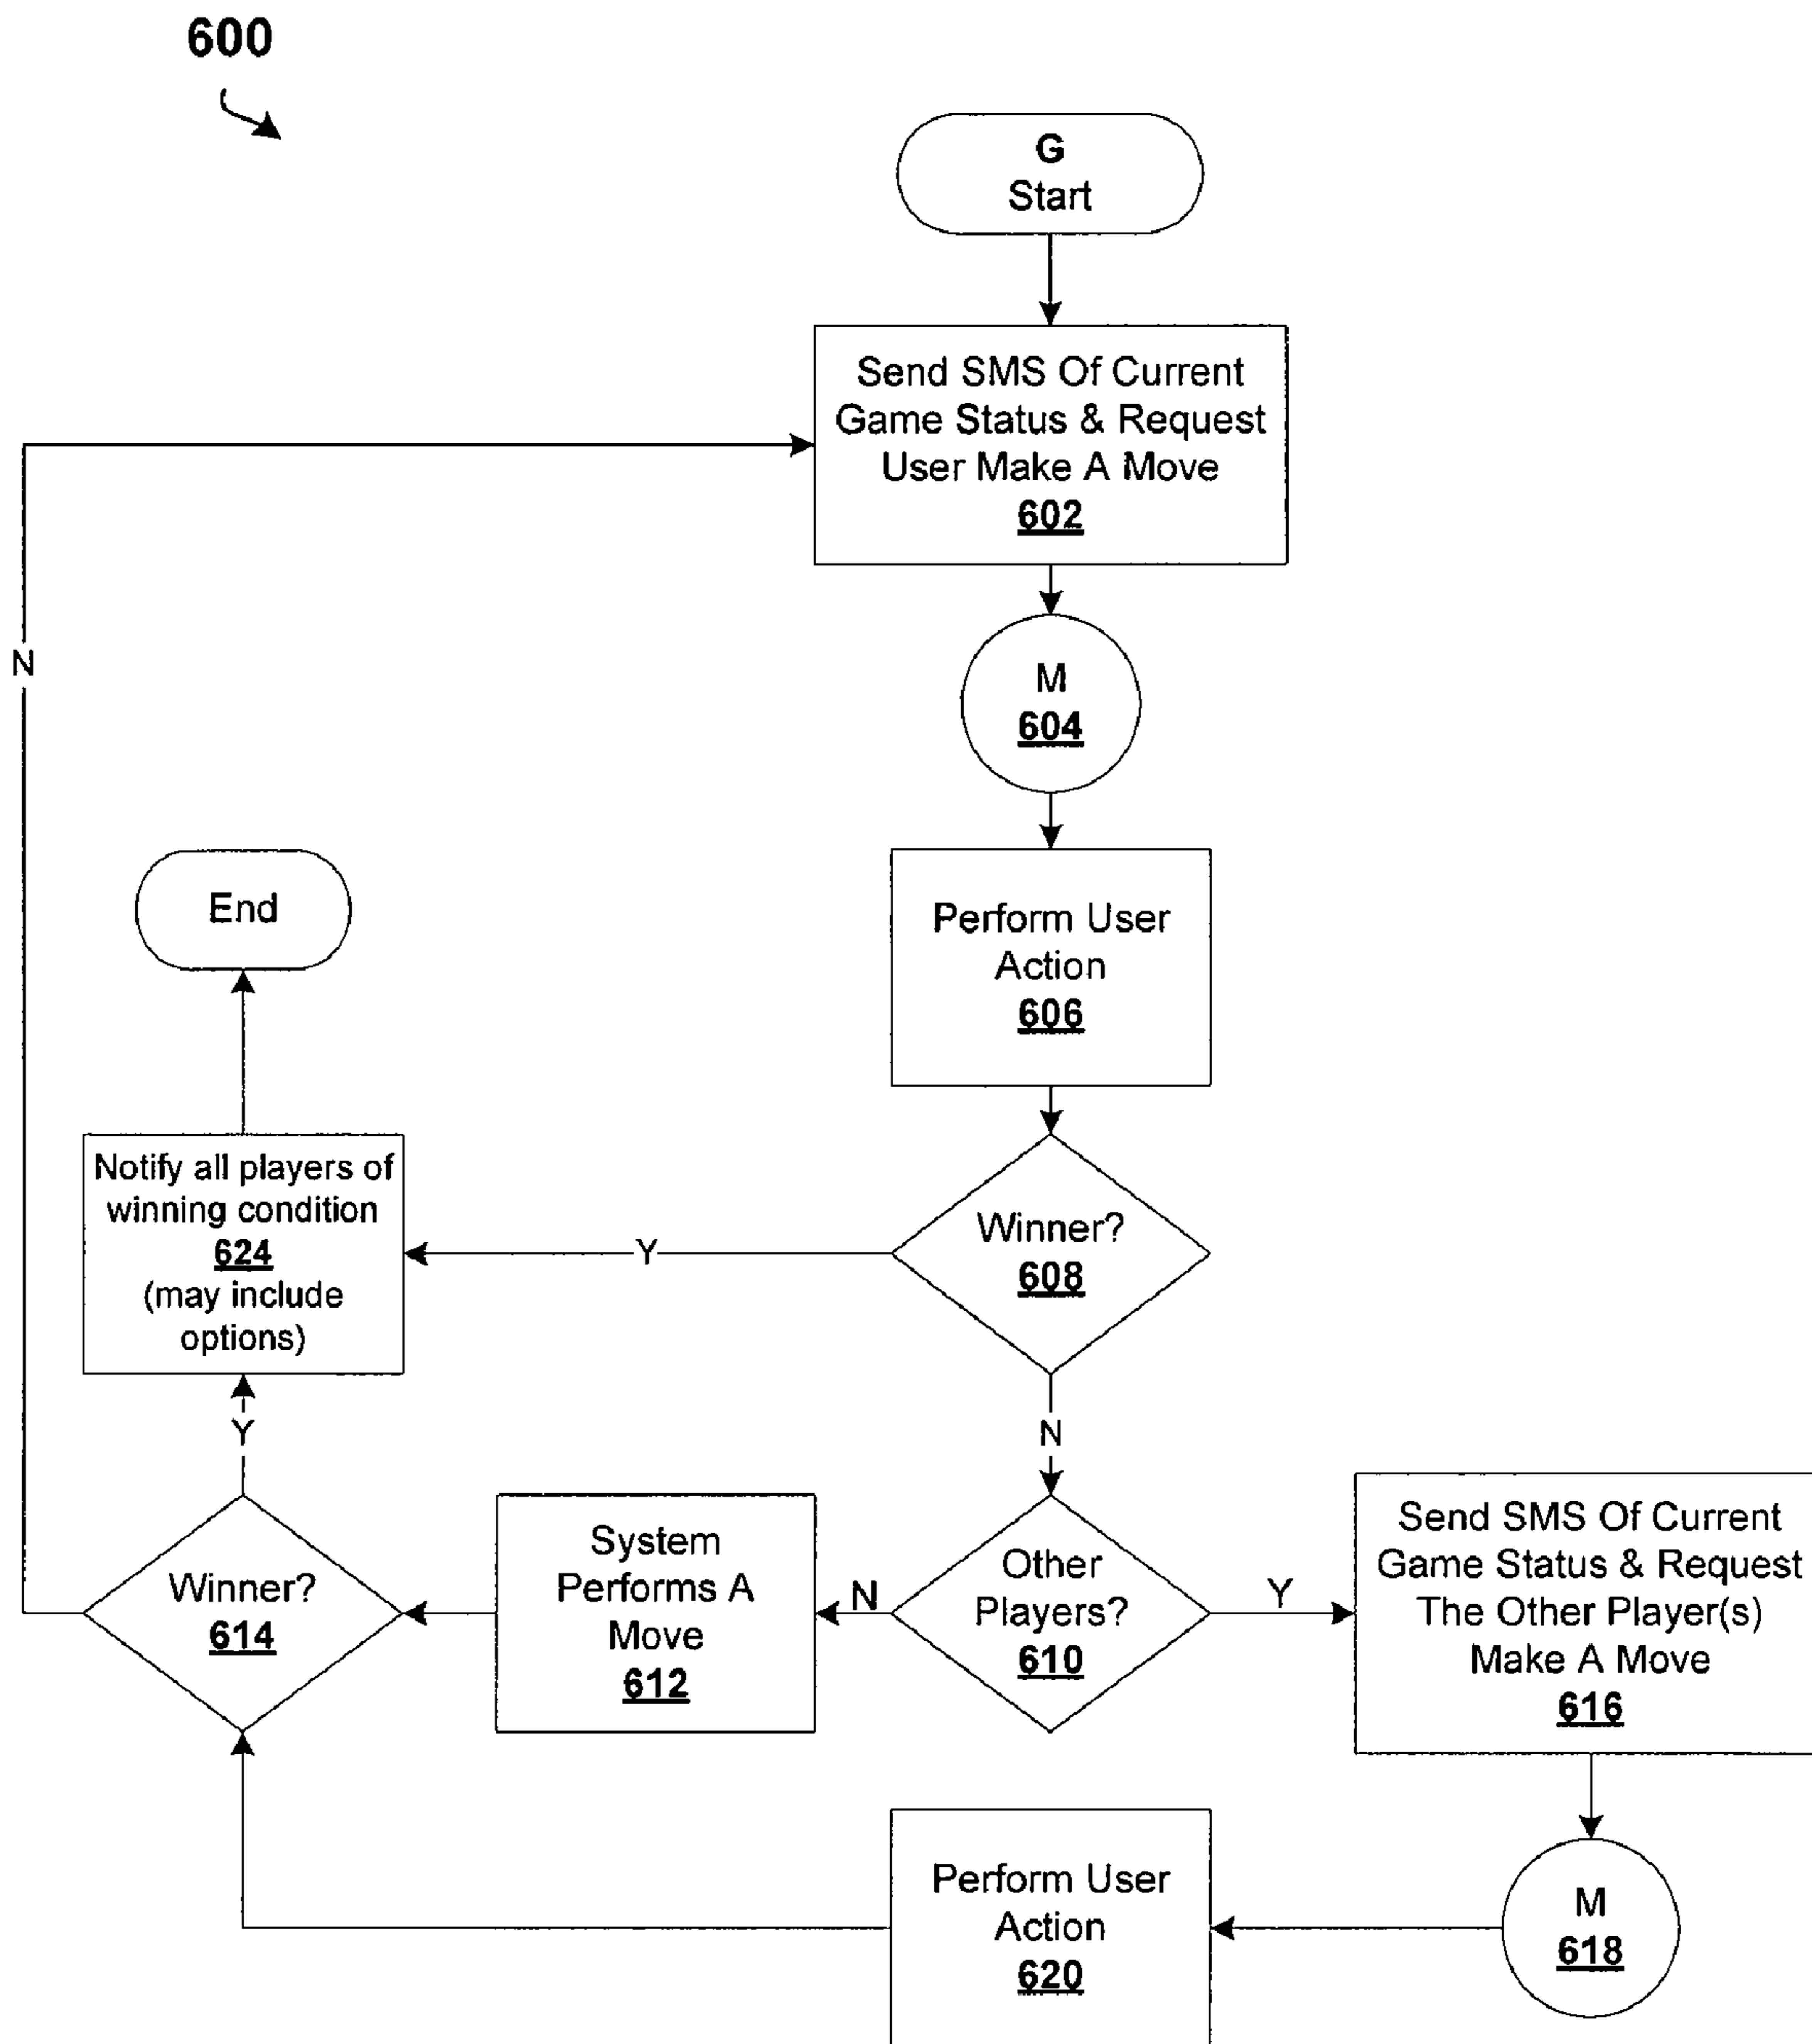 600
G
Start
Send SMS Of Current
Game Status & Request
User Make A Move
602
N
M
604
End
Perform User
Action
606
Notify all players of
winning condition
624
(may include
options)
Y
Winner?
608
Y
N
Winner?
614
System
Performs A
Move
612
N
Other
Players?
610
Y
Send SMS Of Current
Game Status & Request
The Other Player(s)
Make A Move
616
Perform User
Action
620
M
618